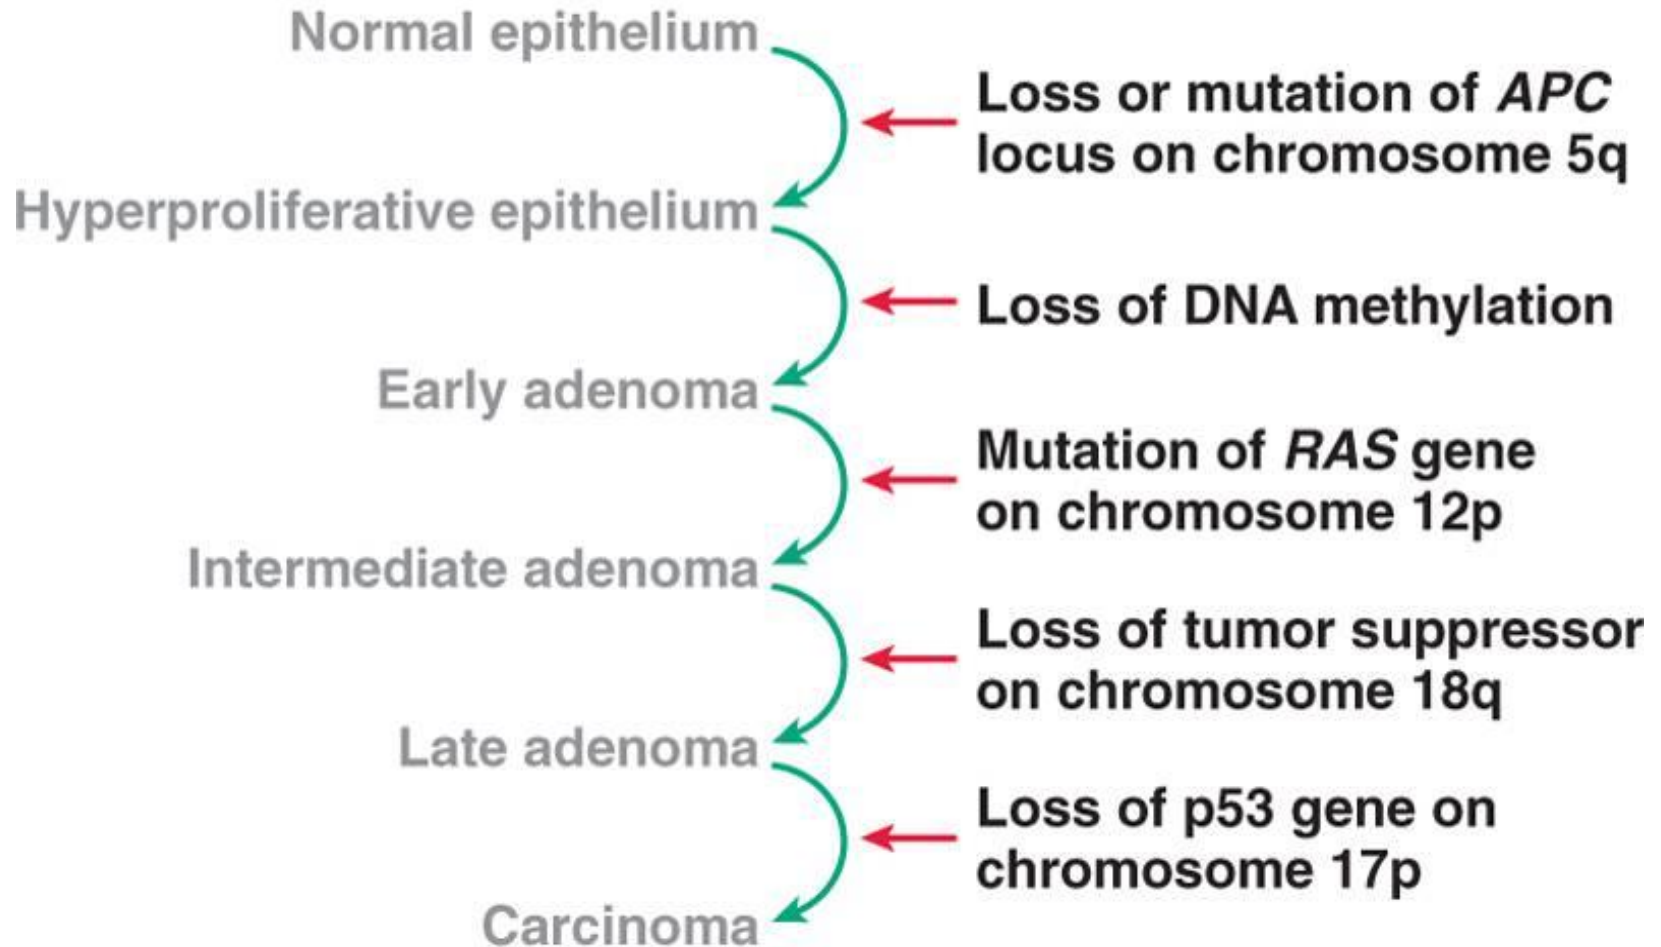 Normal epithelium
Loss or mutation of APC
locus on chromosome 5q
Hyperproliferative epithelium
Loss of DNA methylation
Early adenoma
Mutation of RAS gene
on chromosome 12p
Intermediate adenoma
Loss of tumor suppressor
on chromosome 18q
Late adenoma
Loss of p53 gene on
chromosome 17p
Carcinoma